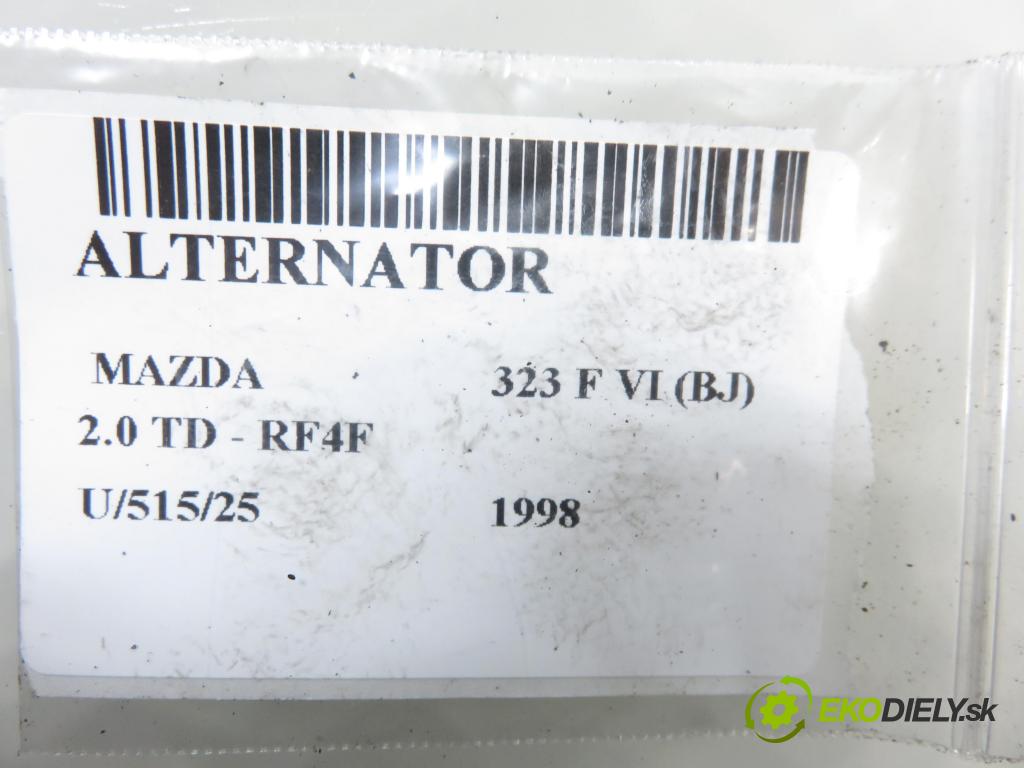 ALTERNATOR
MAZDA 323 F VI (BJ)
2.0 TD - RF4F
U/515/25 1998
EKODIELY.sk